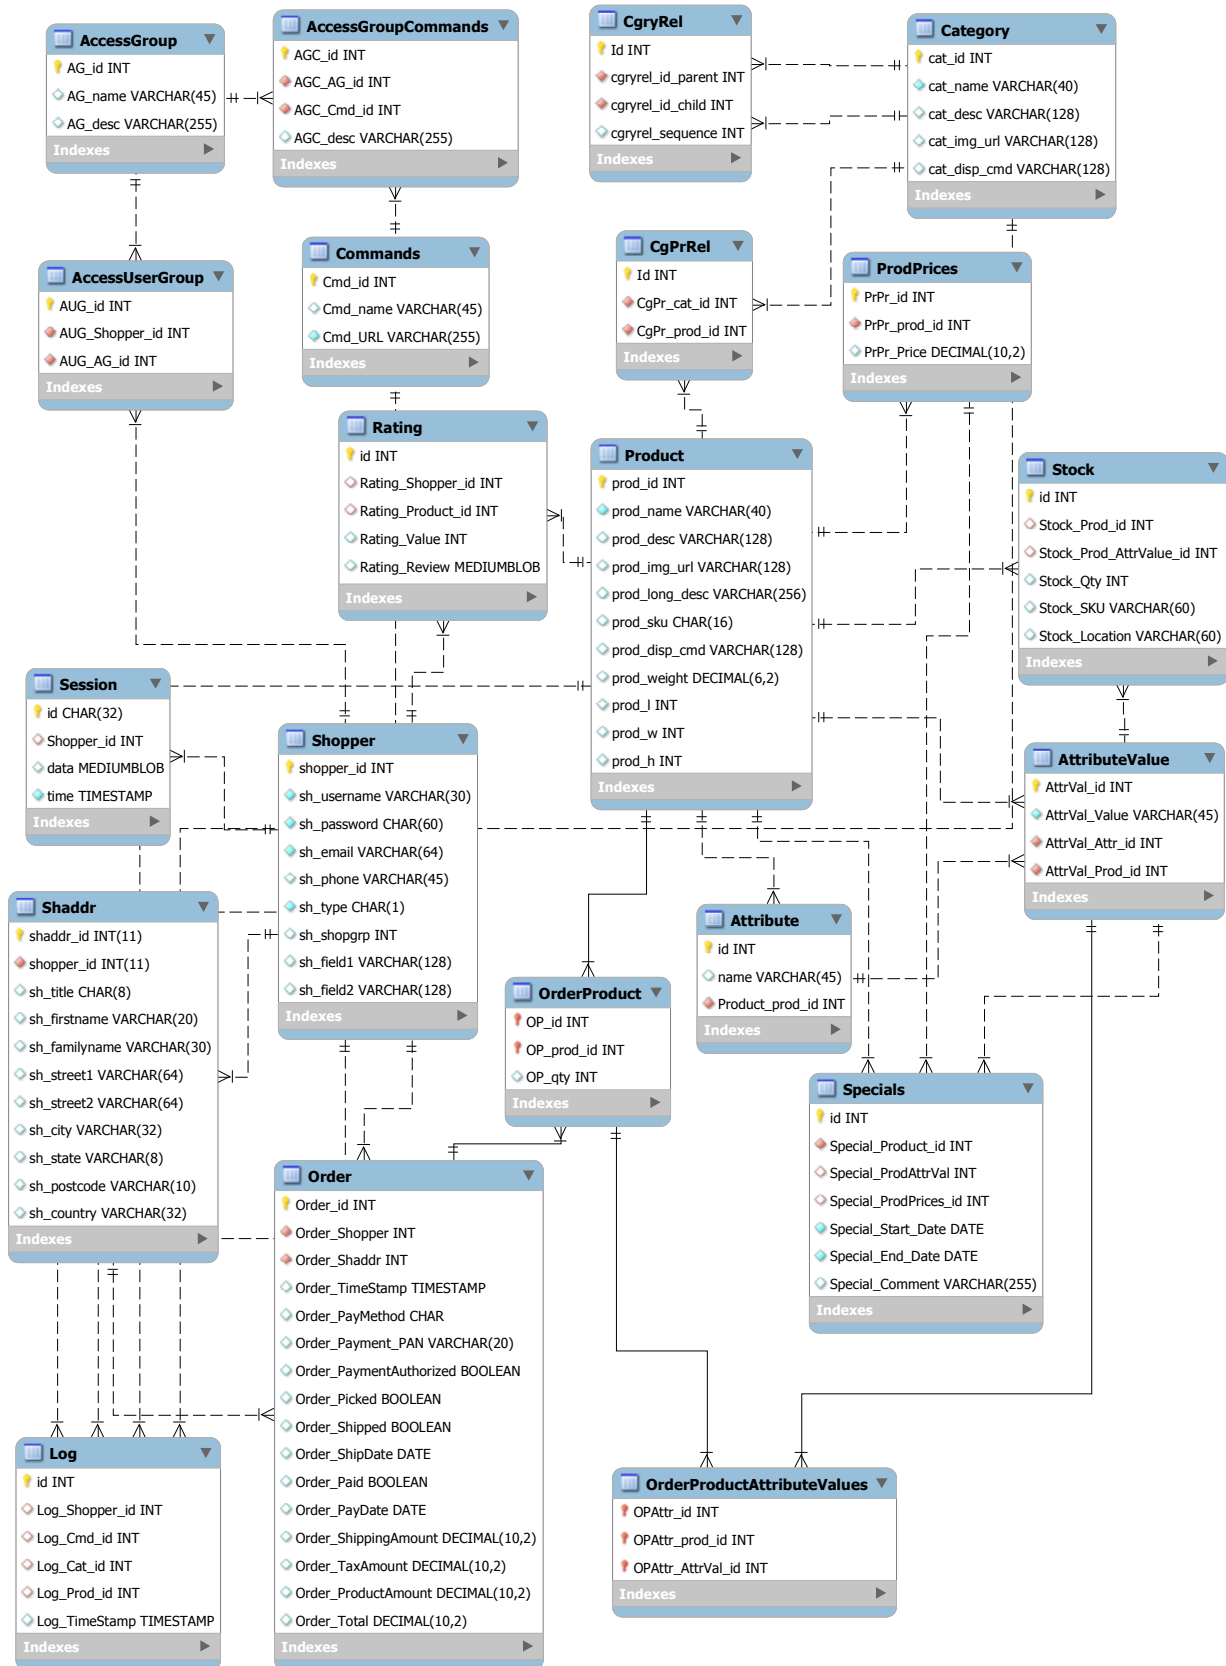 AccessGroup
AG_id INT
AG_name VARCHAR(45)
AG_desc VARCHAR(255)
Indexes
AccessGroupCommands
AGC_id INT
AGC_AG_id INT
AGC_Cmd_id INT
AGC_desc VARCHAR(255)
Indexes
CgryRel
Id INT
cgryrel_id_parent INT
cgryrel_id_child INT
cgryrel_sequence INT
Indexes
Category
cat_id INT
cat_name VARCHAR(40)
cat_desc VARCHAR(128)
cat_img_url VARCHAR(128)
cat_disp_cmd VARCHAR(128)
Indexes
AccessUserGroup
AUG_id INT
AUG_Shopper_id INT
AUG_AG_id INT
Indexes
Commands
Cmd_id INT
Cmd_name VARCHAR(45)
Cmd_URL VARCHAR(255)
Indexes
CgPrRel
Id INT
CgPr_cat_id INT
CgPr_prod_id INT
Indexes
ProdPrices
PrPr_id INT
PrPr_prod_id INT
PrPr_Price DECIMAL(10,2)
Indexes
Rating
id INT
Rating_Shopper_id INT
Rating_Product_id INT
Rating_Value INT
Rating_Review MEDIUMBLOB
Indexes
Product
prod_id INT
prod_name VARCHAR(40)
prod_desc VARCHAR(128)
prod_img_url VARCHAR(128)
prod_long_desc VARCHAR(256)
prod_sku CHAR(16)
prod_disp_cmd VARCHAR(128)
prod_weight DECIMAL(6,2)
prod_l INT
prod_w INT
prod_h INT
Indexes
Stock
id INT
Stock_Prod_id INT
Stock_Prod_AttrValue_id INT
Stock_Qty INT
Stock_SKU VARCHAR(60)
Stock_Location VARCHAR(60)
Indexes
Session
id CHAR(32)
Shopper_id INT
data MEDIUMBLOB
time TIMESTAMP
Indexes
Shopper
shopper_id INT
sh_username VARCHAR(30)
sh_password CHAR(60)
sh_email VARCHAR(64)
sh_phone VARCHAR(45)
sh_type CHAR(1)
sh_shopgrp INT
sh_field1 VARCHAR(128)
sh_field2 VARCHAR(128)
Indexes
AttributeValue
AttrVal_id INT
AttrVal_Value VARCHAR(45)
AttrVal_Attr_id INT
AttrVal_Prod_id INT
Indexes
Shaddr
shaddr_id INT(11)
shopper_id INT(11)
sh_title CHAR(8)
sh_firstname VARCHAR(20)
sh_familyname VARCHAR(30)
sh_street1 VARCHAR(64)
sh_street2 VARCHAR(64)
sh_city VARCHAR(32)
sh_state VARCHAR(8)
sh_postcode VARCHAR(10)
sh_country VARCHAR(32)
Indexes
Attribute
id INT
name VARCHAR(45)
Product_prod_id INT
Indexes
OrderProduct
OP_id INT
OP_prod_id INT
OP_qty INT
Indexes
Specials
id INT
Special_Product_id INT
Special_ProdAttrVal INT
Special_ProdPrices_id INT
Special_Start_Date DATE
Special_End_Date DATE
Special_Comment VARCHAR(255)
Indexes
Order
Order_id INT
Order_Shopper INT
Order_Shaddr INT
Order_TimeStamp TIMESTAMP
Order_PayMethod CHAR
Order_Payment_PAN VARCHAR(20)
Order_PaymentAuthorized BOOLEAN
Order_Picked BOOLEAN
Order_Shipped BOOLEAN
Order_ShipDate DATE
Order_Paid BOOLEAN
Order_PayDate DATE
Order_ShippingAmount DECIMAL(10,2)
Order_TaxAmount DECIMAL(10,2)
Order_ProductAmount DECIMAL(10,2)
Order_Total DECIMAL(10,2)
Indexes
Log
id INT
Log_Shopper_id INT
Log_Cmd_id INT
Log_Cat_id INT
Log_Prod_id INT
Log_TimeStamp TIMESTAMP
Indexes
OrderProductAttributeValues
OPAttr_id INT
OPAttr_prod_id INT
OPAttr_AttrVal_id INT
Indexes